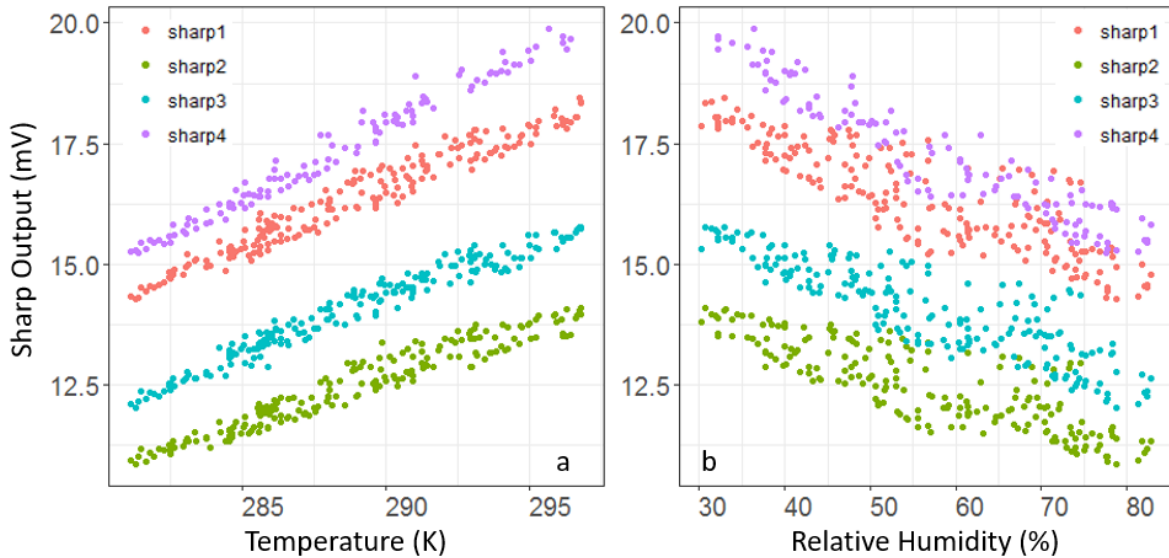 Sharp Output (mV)
20.0
17.5
15.0
12.5
sharp1
sharp2
sharp3
sharp4
a
285
290
295
Temperature (K)
20.0
17.5
15.0
12.5
sharp1
sharp2
sharp3
sharp4
b
30
40
50
60
70
80
Relative Humidity (%)